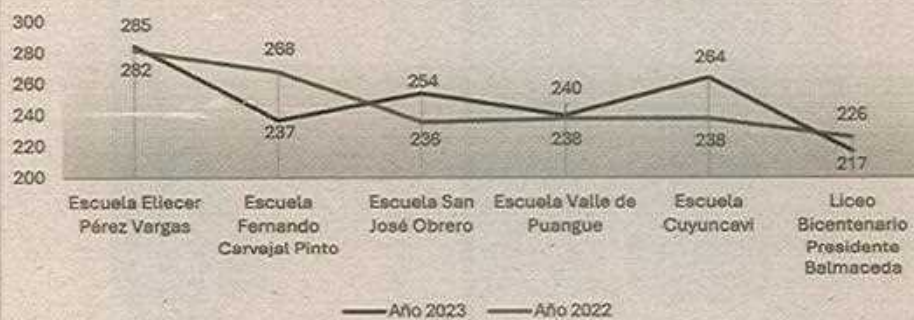 300
280
260
240
220
200
285
282
268
237
254
236
240
238
264
238
226
217
Escuela Eliecer
Pérez Vargas
Escuela
Fernando
Carvajal Pinto
Escuela San
José Obrero
Escuela Valle de
Puangue
Escuela
Cuyuncavi
Liceo
Bicentenario
Presidente
Balmaceda
Año 2023
Año 2022